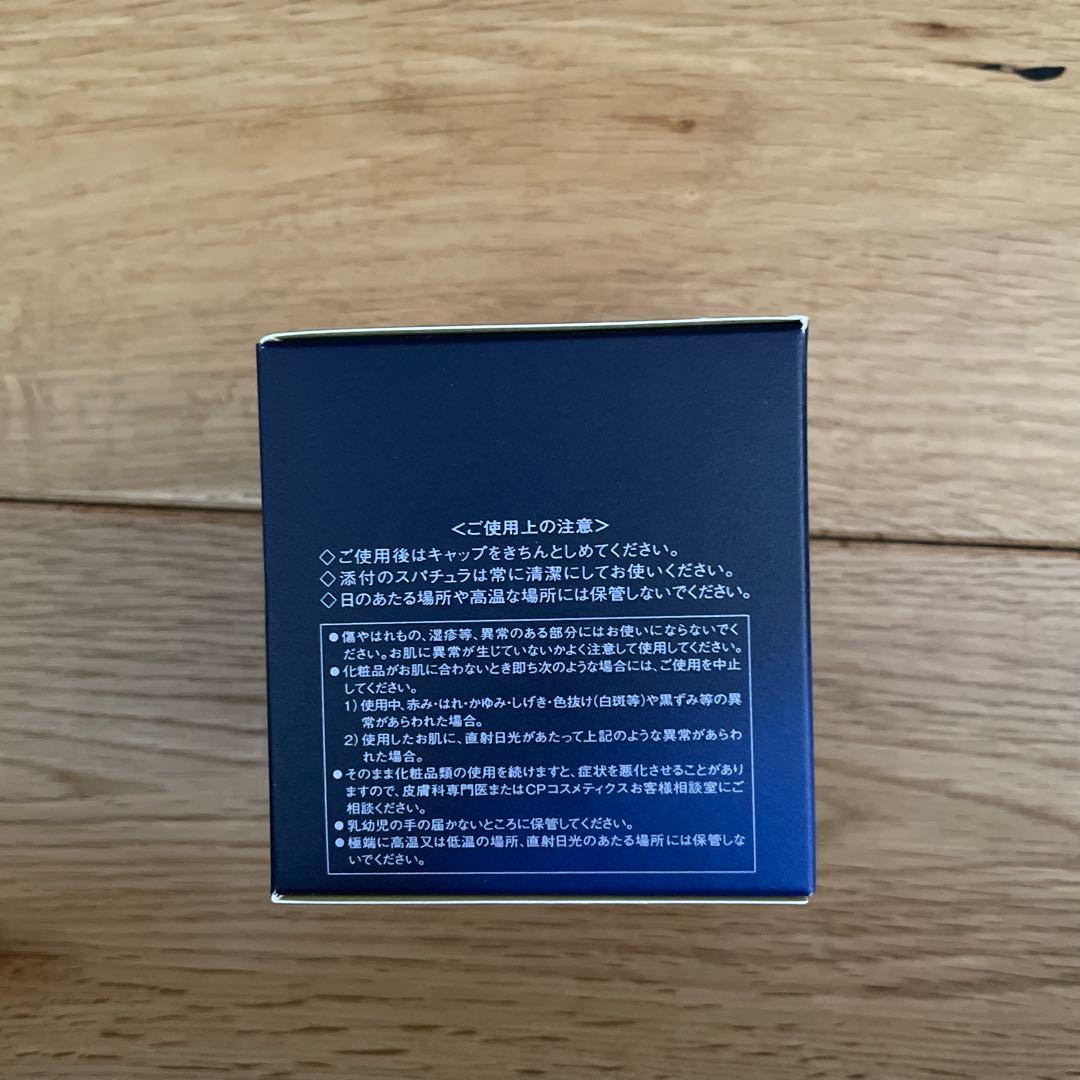 ＜ご使用上の注意＞
◇ご使用後はキャップをきちんとしめてください。
◇添付のスパチュラは常に清潔にしてお使いください。
◇日のあたる場所や高温な場所には保管しないでください。
●傷やはれもの、湿疹等、異常のある部分にはお使いにならないでく
ださい。お肌に異常が生じていないかよく注意して使用してください。
●化粧品がお肌に合わないとき即ち次のような場合には、ご使用を中止
してください。
1）使用中、赤み・はれ・かゆみ・しげき・色抜け（白斑等）や黒ずみ等の異
常があらわれた場合。
2）使用したお肌に、直射日光があたって上記のような異常があらわ
れた場合。
●そのまま化粧品類の使用を続けますと、症状を悪化させることがあり
ますので、皮膚科専門医またはCPコスメティクスお客様相談室にご
相談ください。
●乳幼児の手の届かないところに保管してください。
●極端に高温又は低温の場所、直射日光のあたる場所には保管しな
いでください。